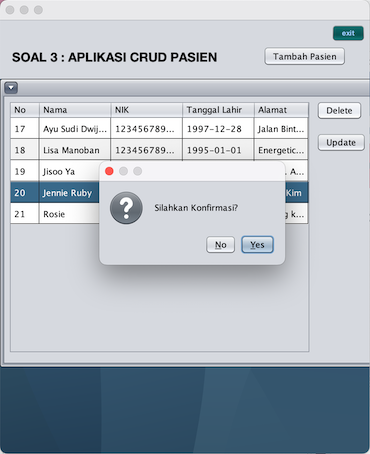 exit
SOAL 3 : APLIKASI CRUD PASIEN
Tambah Pasien
No Nama NIK Tanggal Lahir Alamat
17 Ayu Sudi Dwij... 123456789... 1997-12-28 Jalan Bint...
18 Lisa Manoban 123456789... 1995-01-01 Energetic...
19 Jisoo Ya . A...
20 Jennie Ruby Kim
21 Rosie g k...
Delete
Update
Silahkan Konfirmasi?
No Yes